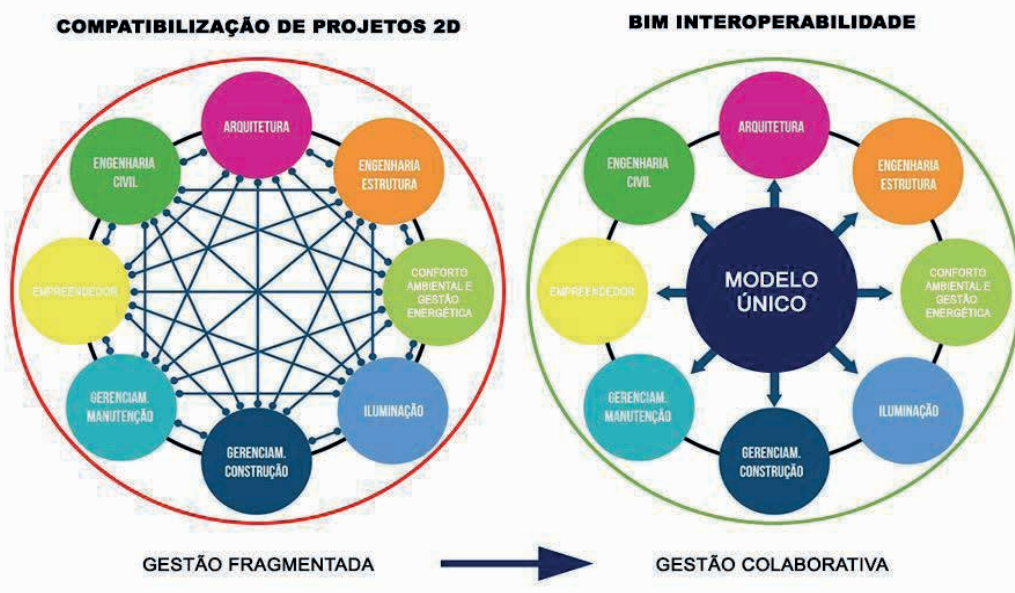 COMPATIBILIZAÇÃO DE PROJETOS 2D
ARQUITETURA
ENGENHARIA
CIVIL
ENGENHARIA
ESTRUTURA
EMPREENDEDOR
CONFORTO
AMBIENTAL E
GESTÃO
ENERGÉTICA
GERENCIAM.
MANUTENÇÃO
ILUMINAÇÃO
GERENCIAM.
CONSTRUÇÃO
GESTÃO FRAGMENTADA
BIM INTEROPERABILIDADE
ARQUITETURA
ENGENHARIA
CIVIL
ENGENHARIA
ESTRUTURA
EMPREENDEDOR
MODELO
ÚNICO
CONFORTO
AMBIENTAL E
GESTÃO
ENERGÉTICA
GERENCIAM.
MANUTENÇÃO
ILUMINAÇÃO
GERENCIAM.
CONSTRUÇÃO
GESTÃO COLABORATIVA